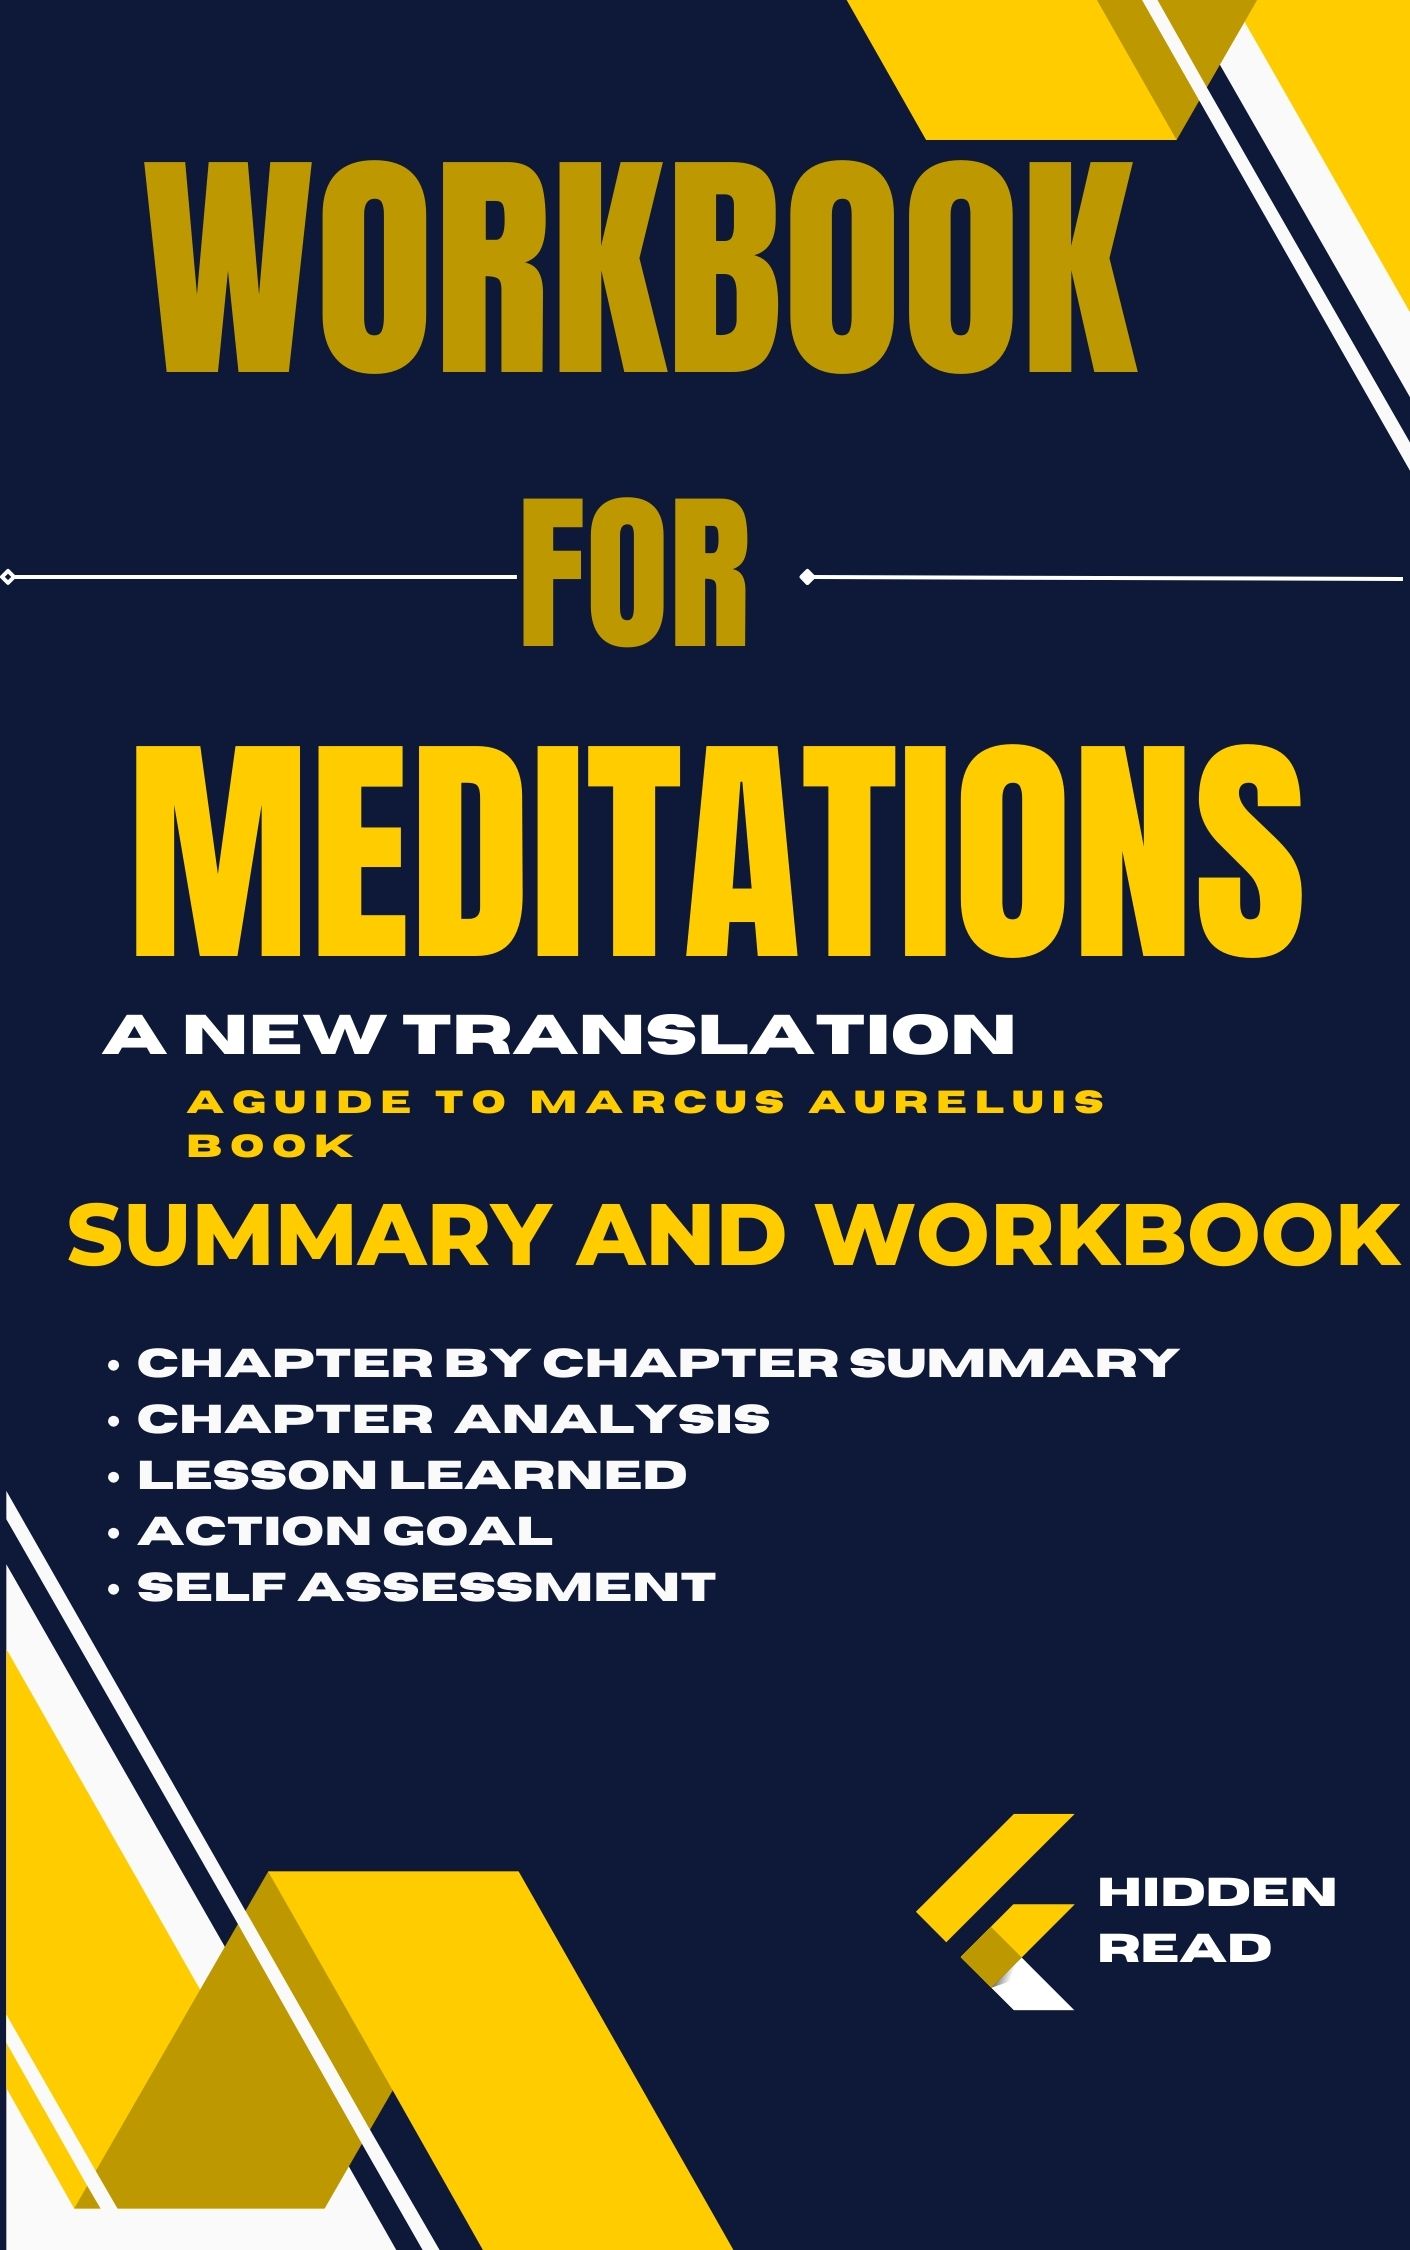 WORKBOOK
FOR
MEDITATIONS
A NEW TRANSLATION
AGUIDE TO MARCUS AURELUIS
BOOK
SUMMARY AND WORKBOOK
• CHAPTER BY CHAPTER SUMMARY
• CHAPTER ANALYSIS
• LESSON LEARNED
• ACTION GOAL
• SELF ASSESSMENT
HIDDEN
READ